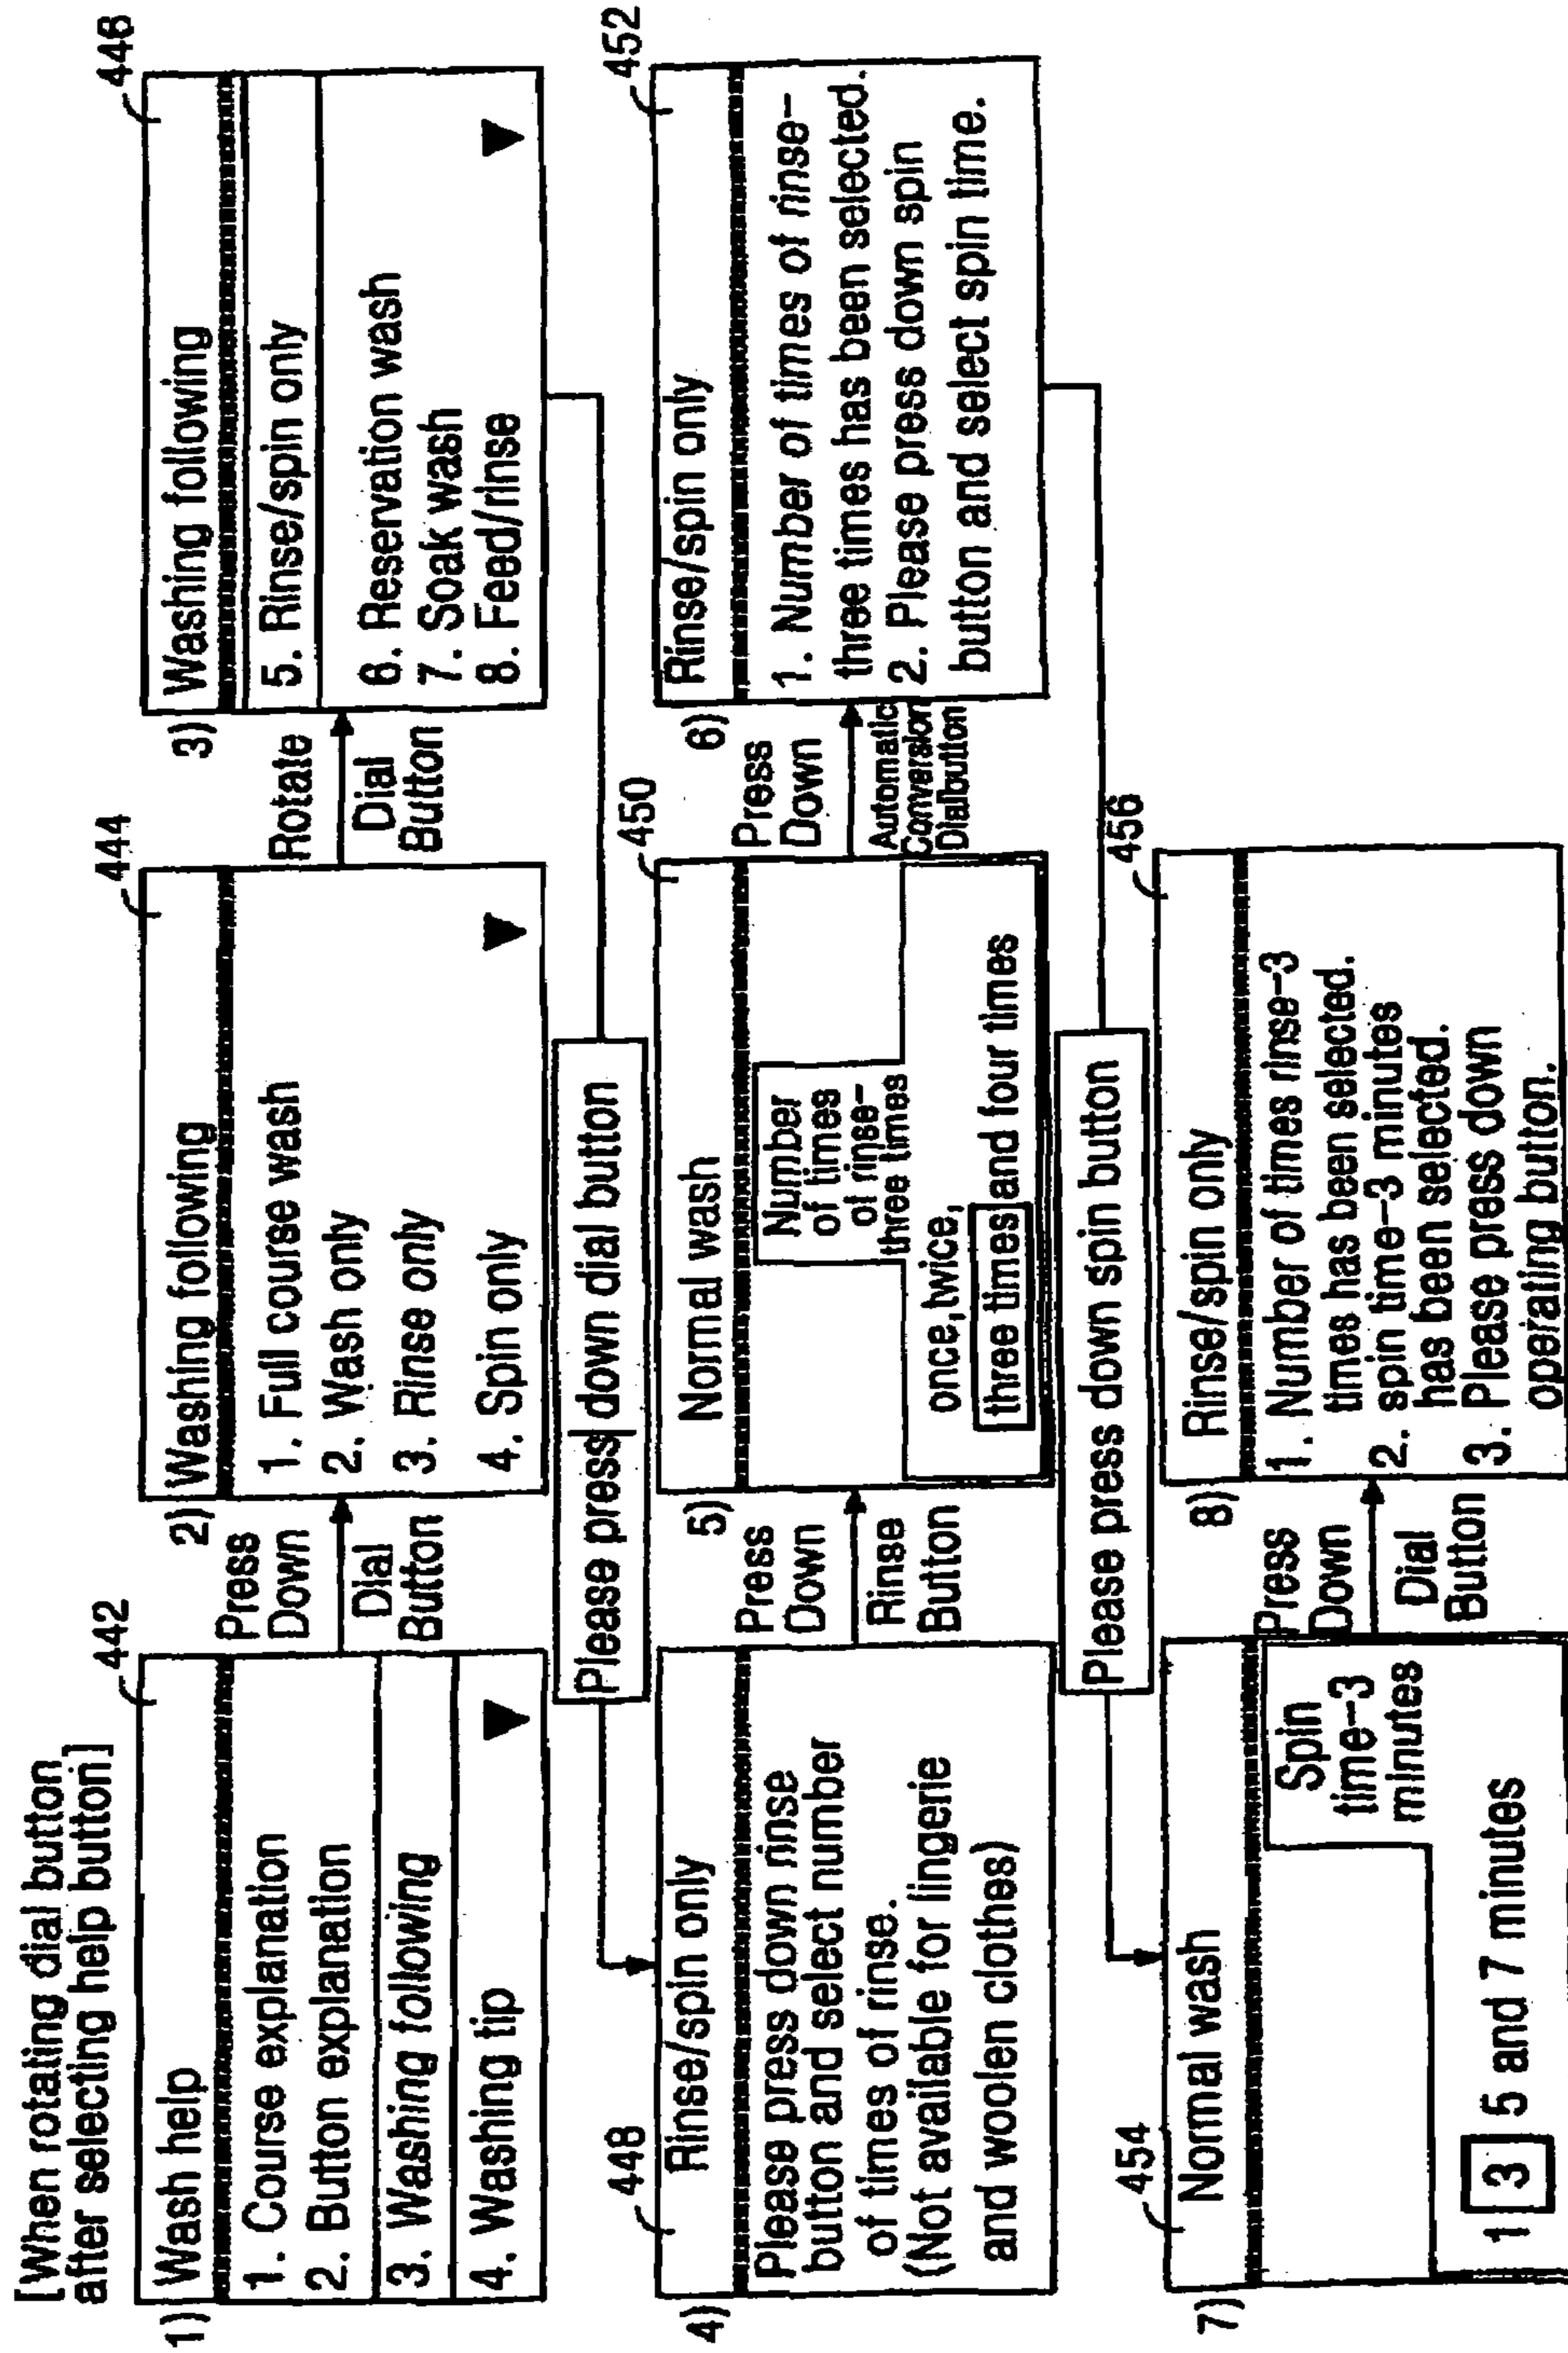 [When rotating dial button
after selecting help button]
442
1)
Wash help
1. Course explanation
2. Button explanation
3. Washing following
4. Washing tip
▼
Press
Down
Dial
Button
444
2)
Washing following
1. Full course wash
2. Wash only
3. Rinse only
4. Spin only
▼
Rotate
Dial
Button
446
3)
Washing following
5. Rinse/spin only
6. Reservation wash
7. Soak wash
8. Feed/rinse
▼
Please press down dial button
448
4)
Rinse/spin only
Please press down rinse
button and select number
of times of rinse.
(Not available for lingerie
and woolen clothes)
Press
Down
Rinse
Button
450
5)
Normal wash
Number
of times
of rinse-
three times
once,twice,
three times and four times
Press
Down
Automatic
Conversion
Dialbutton
452
6)
Rinse/spin only
1. Number of times of rinse-
three times has been selected.
2. Please press down spin
button and select spin time.
Please press down spin button
454
7)
Normal wash
Spin
time-3
minutes
1 3 5 and 7 minutes
Press
Down
Dial
Button
456
8)
Rinse/spin only
1. Number of times rinse-3
times has been selected.
2. spin time-3 minutes
has been selected.
3. Please press down
operating button.